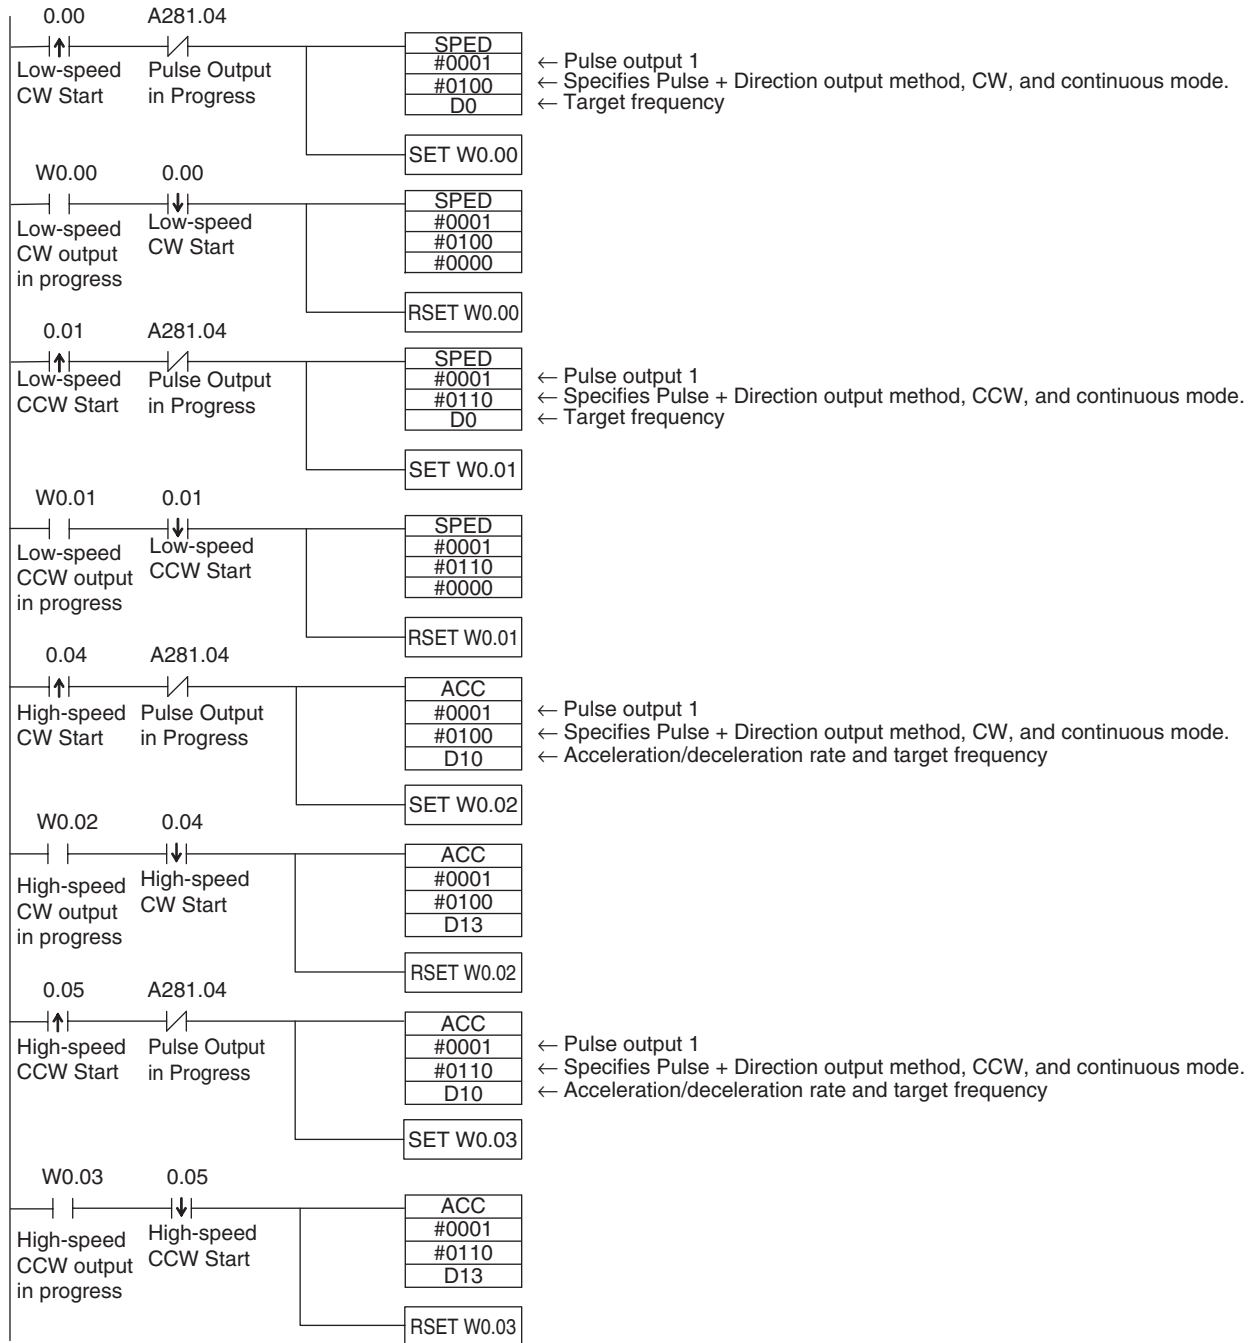 0.00 A281.04
Low-speed CW Start
Pulse Output in Progress
SPED
#0001 ← Pulse output 1
#0100 ← Specifies Pulse + Direction output method, CW, and continuous mode.
D0 ← Target frequency
SET W0.00
W0.00 0.00
Low-speed CW output in progress
Low-speed CW Start
SPED
#0001
#0100
#0000
RSET W0.00
0.01 A281.04
Low-speed CCW Start
Pulse Output in Progress
SPED
#0001 ← Pulse output 1
#0110 ← Specifies Pulse + Direction output method, CCW, and continuous mode.
D0 ← Target frequency
SET W0.01
W0.01 0.01
Low-speed CCW output in progress
Low-speed CCW Start
SPED
#0001
#0110
#0000
RSET W0.01
0.04 A281.04
High-speed CW Start
Pulse Output in Progress
ACC
#0001 ← Pulse output 1
#0100 ← Specifies Pulse + Direction output method, CW, and continuous mode.
D10 ← Acceleration/deceleration rate and target frequency
SET W0.02
W0.02 0.04
High-speed CW output in progress
High-speed CW Start
ACC
#0001
#0100
D13
RSET W0.02
0.05 A281.04
High-speed CCW Start
Pulse Output in Progress
ACC
#0001 ← Pulse output 1
#0110 ← Specifies Pulse + Direction output method, CCW, and continuous mode.
D10 ← Acceleration/deceleration rate and target frequency
SET W0.03
W0.03 0.05
High-speed CCW output in progress
High-speed CCW Start
ACC
#0001
#0110
D13
RSET W0.03